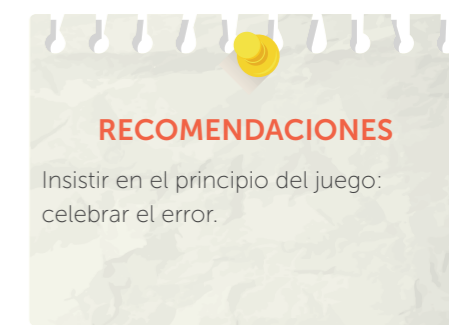 RECOMENDACIONES
Insistir en el principio del juego:
celebrar el error.